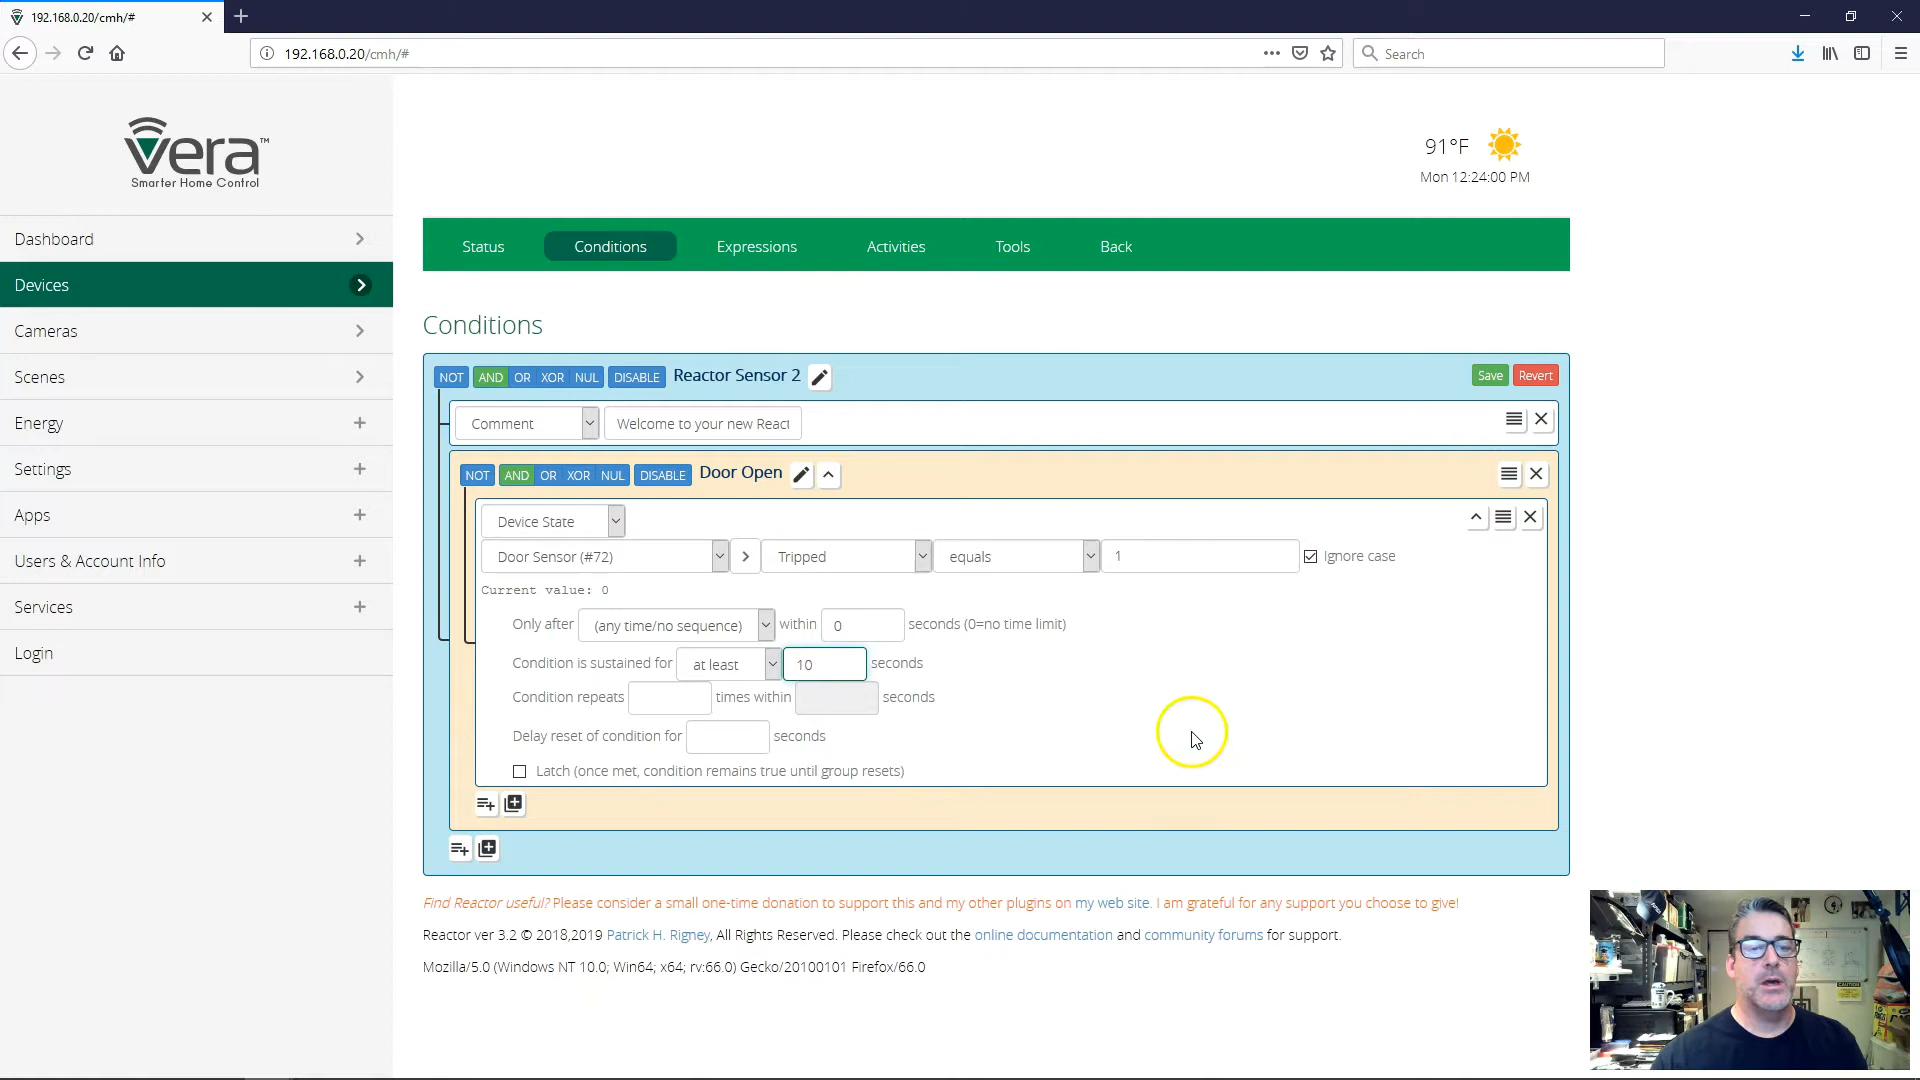 192.168.0.20/cmh/#
192.168.0.20/cmh/#
Search
Vera™
Smarter Home Control
91°F
Mon 12:24:00 PM
Dashboard
Devices
Cameras
Scenes
Energy
Settings
Apps
Users & Account Info
Services
Login
Status Conditions Expressions Activities Tools Back
Conditions
NOT AND OR XOR NUL DISABLE Reactor Sensor 2 Save Revert
Comment Welcome to your new React
NOT AND OR XOR NUL DISABLE Door Open
Device State
Door Sensor (#72) Tripped equals 1 Ignore case
Current value: 0
Only after (any time/no sequence) within 0 seconds (0=no time limit)
Condition is sustained for at least 10 seconds
Condition repeats times within seconds
Delay reset of condition for seconds
Latch (once met, condition remains true until group resets)
Find Reactor useful? Please consider a small one-time donation to support this and my other plugins on my web site. I am grateful for any support you choose to give!
Reactor ver 3.2 © 2018,2019 Patrick H. Rigney, All Rights Reserved. Please check out the online documentation and community forums for support.
Mozilla/5.0 (Windows NT 10.0; Win64; x64; rv:66.0) Gecko/20100101 Firefox/66.0